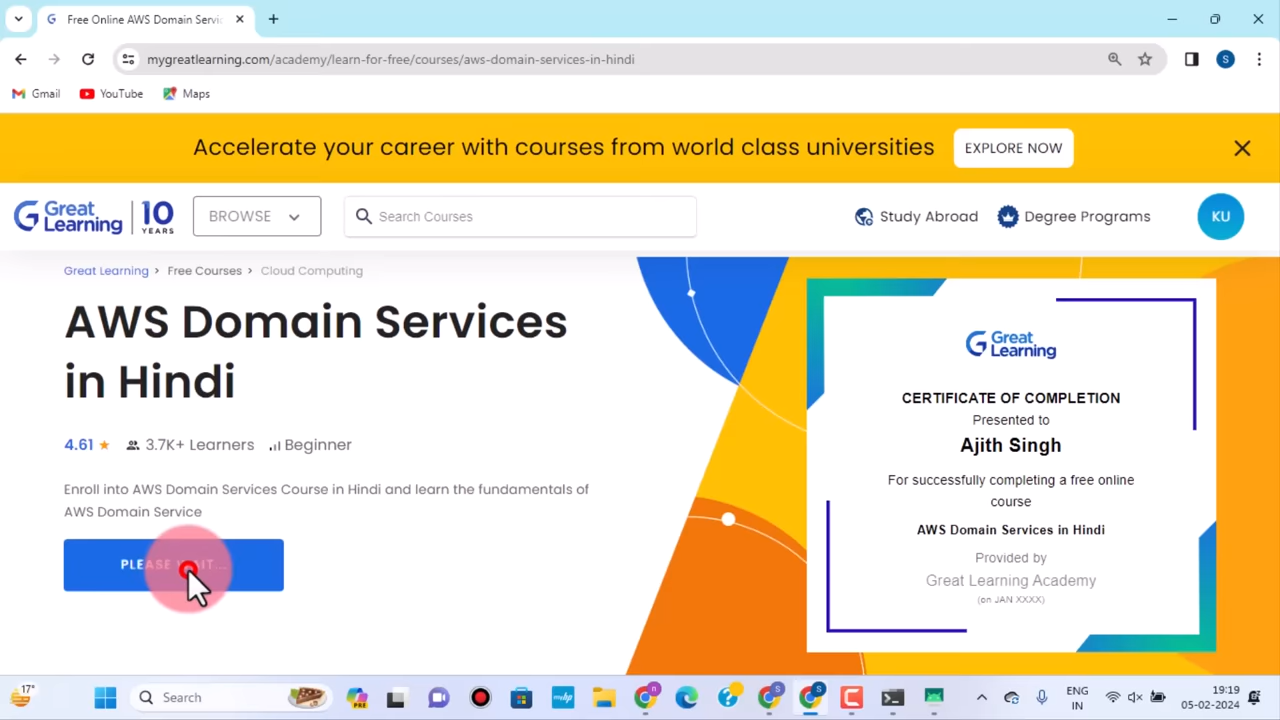 Free Online AWS Domain Servic
mygreatlearning.com/academy/learn-for-free/courses/aws-domain-services-in-hindi
S
Gmail
YouTube
Maps
Accelerate your career with courses from world class universities
EXPLORE NOW
Great Learning
10 YEARS
BROWSE
Search Courses
Study Abroad
Degree Programs
KU
Great Learning > Free Courses > Cloud Computing
AWS Domain Services
in Hindi
4.61 ★
3.7K+ Learners
Beginner
Enroll into AWS Domain Services Course in Hindi and learn the fundamentals of
AWS Domain Service
PLEASE WAIT...
Great
Learning
CERTIFICATE OF COMPLETION
Presented to
Ajith Singh
For successfully completing a free online
course
AWS Domain Services in Hindi
Provided by
Great Learning Academy
(on JAN XXXX)
17°
Search
ENG
IN
19:19
05-02-2024